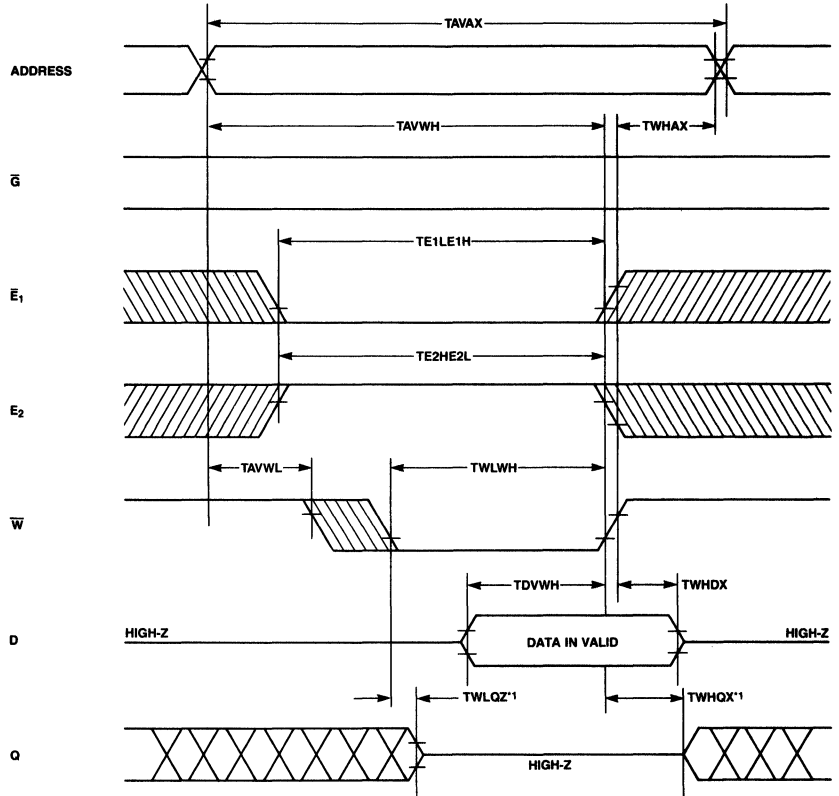 TAVAX
ADDRESS
TAVWH
TWHAX
G̅
TE1LE1H
E̅₁
TE2HE2L
E₂
TAVWL
TWLWH
W̅
TDVWH
TWHDX
HIGH-Z
D
DATA IN VALID
HIGH-Z
TWLQZ*1
TWHQX*1
Q
HIGH-Z